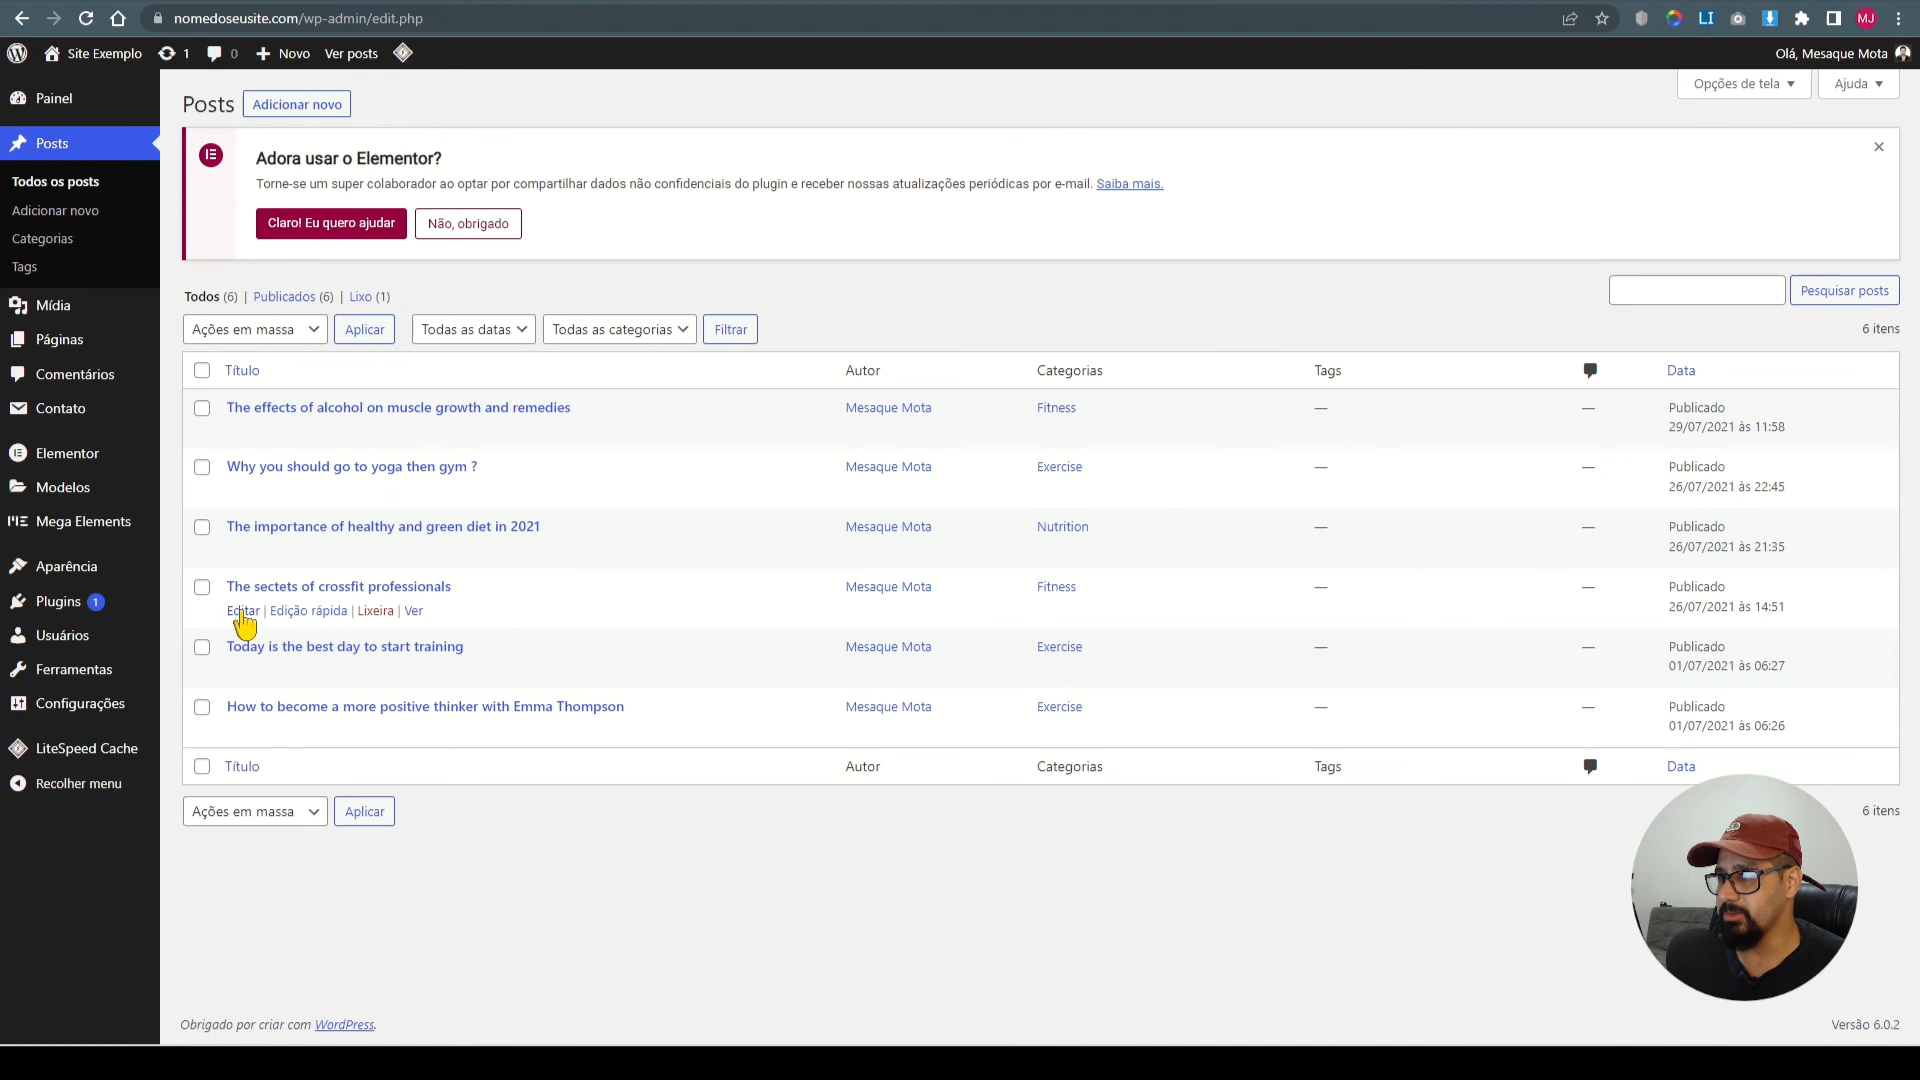 nomedoseusite.com/wp-admin/edit.php
LI
MJ
Site Exemplo
1
0
Novo
Ver posts
Olá, Mesaque Mota
Painel
Posts
Todos os posts
Adicionar novo
Categorias
Tags
Mídia
Páginas
Comentários
Contato
Elementor
Modelos
Mega Elements
Aparência
Plugins 1
Usuários
Ferramentas
Configurações
LiteSpeed Cache
Recolher menu
Posts
Adicionar novo
Opções de tela
Ajuda
Adora usar o Elementor?
Torne-se um super colaborador ao optar por compartilhar dados não confidenciais do plugin e receber nossas atualizações periódicas por e-mail. Saiba mais.
Claro! Eu quero ajudar
Não, obrigado
Todos (6) | Publicados (6) | Lixo (1)
Pesquisar posts
Ações em massa
Aplicar
Todas as datas
Todas as categorias
Filtrar
6 itens
Título Autor Categorias Tags Data
The effects of alcohol on muscle growth and remedies Mesaque Mota Fitness — — Publicado
29/07/2021 às 11:58
Why you should go to yoga then gym ? Mesaque Mota Exercise — — Publicado
26/07/2021 às 22:45
The importance of healthy and green diet in 2021 Mesaque Mota Nutrition — — Publicado
26/07/2021 às 21:35
The sectets of crossfit professionals Mesaque Mota Fitness — — Publicado
Editar | Edição rápida | Lixeira | Ver 26/07/2021 às 14:51
Today is the best day to start training Mesaque Mota Exercise — — Publicado
01/07/2021 às 06:27
How to become a more positive thinker with Emma Thompson Mesaque Mota Exercise — — Publicado
01/07/2021 às 06:26
Título Autor Categorias Tags Data
Ações em massa
Aplicar
6 itens
Obrigado por criar com WordPress.
Versão 6.0.2